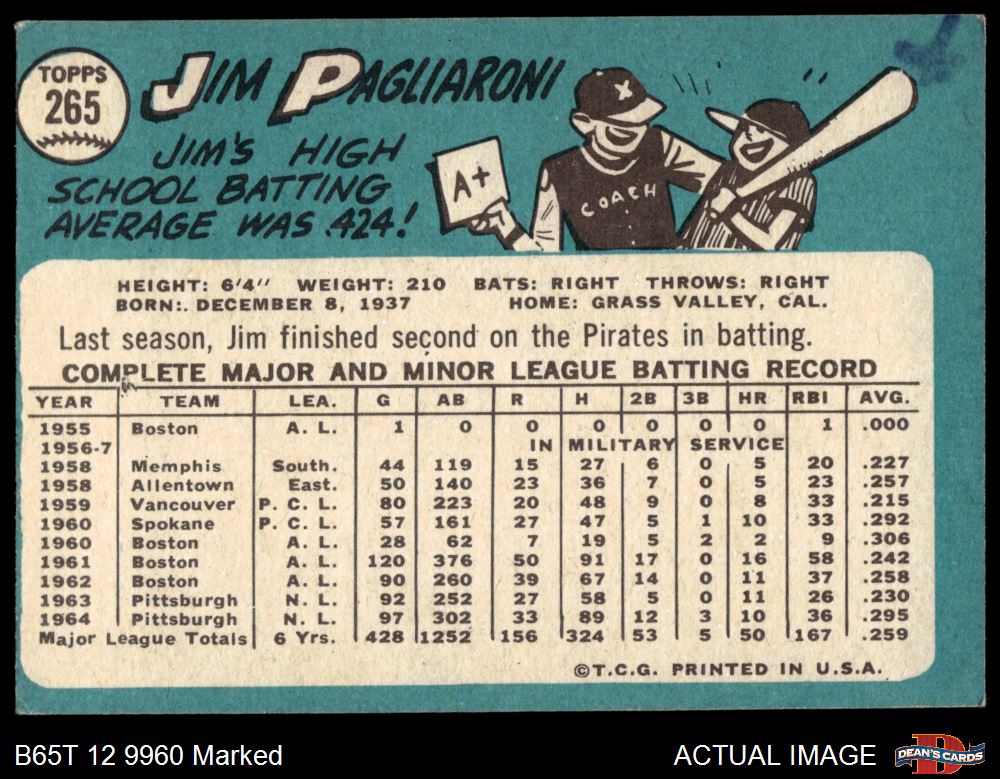 TOPPS
265
JIM PAGLIARONI
JIM'S HIGH
SCHOOL BATTING
AVERAGE WAS .424!
A+
X
COACH
HEIGHT: 6'4" WEIGHT: 210 BATS: RIGHT THROWS: RIGHT
BORN: DECEMBER 8, 1937 HOME: GRASS VALLEY, CAL.
Last season, Jim finished second on the Pirates in batting.
COMPLETE MAJOR AND MINOR LEAGUE BATTING RECORD
YEAR TEAM LEA. G AB R H 2B 3B HR RBI AVG.
1955 Boston A. L. 1 0 0 0 0 0 0 1 .000
1956-7 IN MILITARY SERVICE
1958 Memphis South. 44 119 15 27 6 0 5 20 .227
1958 Allentown East. 50 140 23 36 7 0 5 23 .257
1959 Vancouver P. C. L. 80 223 20 48 9 0 8 33 .215
1960 Spokane P. C. L. 57 161 27 47 5 1 10 33 .292
1960 Boston A. L. 28 62 7 19 5 2 2 9 .306
1961 Boston A. L. 120 376 50 91 17 0 16 58 .242
1962 Boston A. L. 90 260 39 67 14 0 11 37 .258
1963 Pittsburgh N. L. 92 252 27 58 5 0 11 26 .230
1964 Pittsburgh N. L. 97 302 33 89 12 3 10 36 .295
Major League Totals 6 Yrs. 428 1252 156 324 53 5 50 167 .259
©T.C.G. PRINTED IN U.S.A.
B65T 12 9960 Marked
ACTUAL IMAGE
DEAN'S CARDS